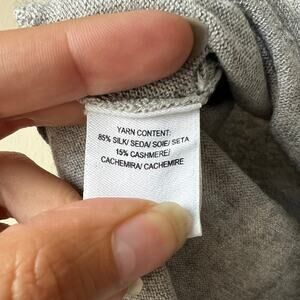 YARN CONTENT:
85% SILK/ SEDA/ SOIE/ SETA
15% CASHMERE/
CACHEMIRA/ CACHEMIRE